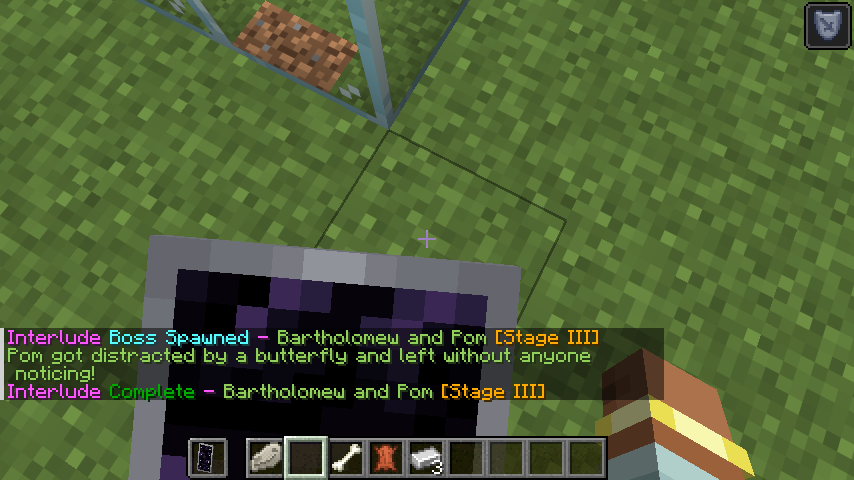 Interlude Boss Spawned – Bartholomew and Pom [Stage III]
Pom got distracted by a butterfly and left without anyone
noticing!
Interlude Complete – Bartholomew and Pom [Stage III]
3